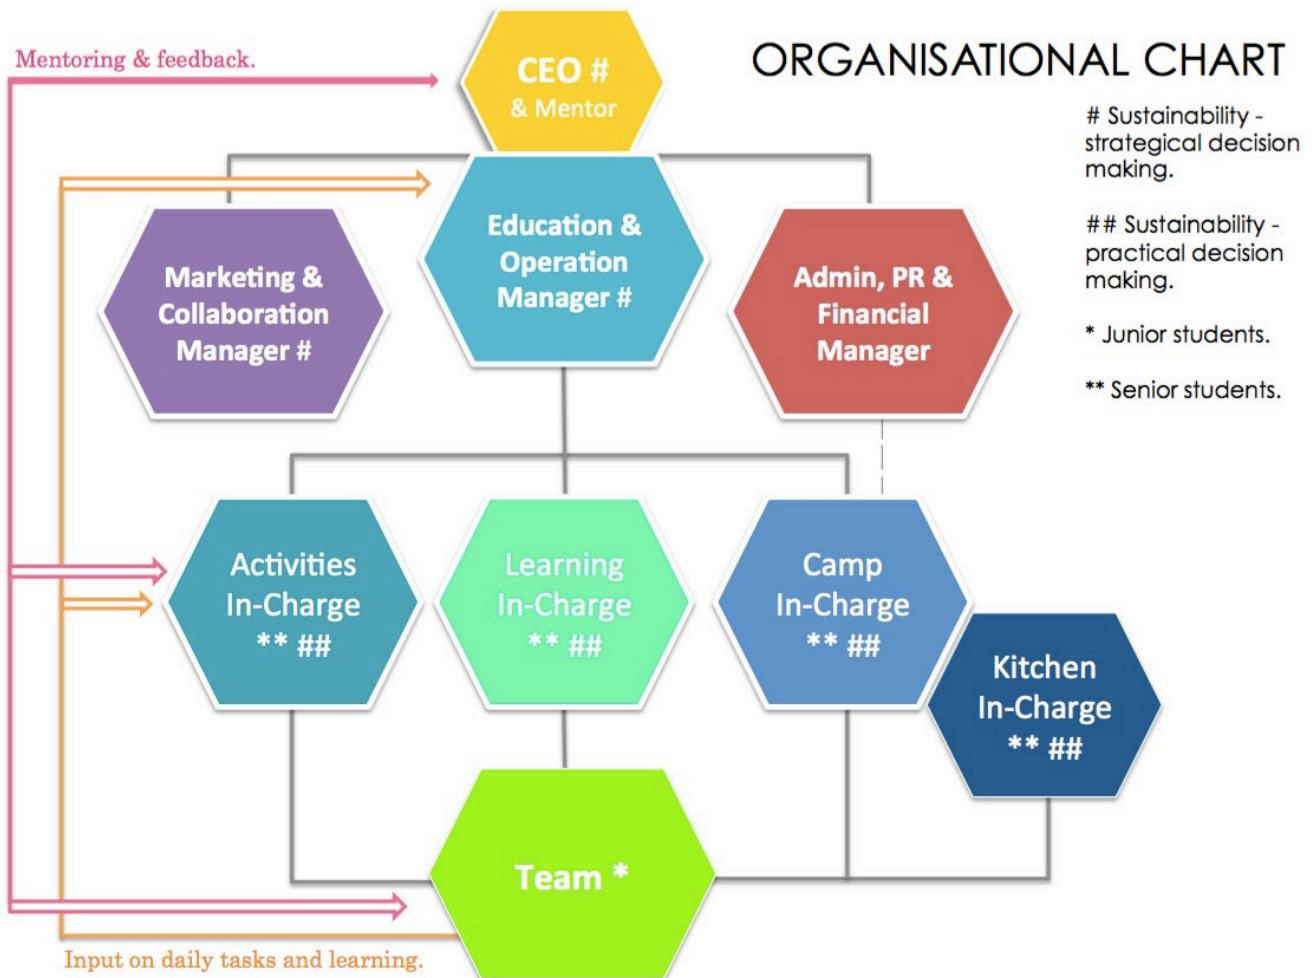 ORGANISATIONAL CHART
Mentoring & feedback.
CEO #
& Mentor
# Sustainability -
strategical decision
making.
## Sustainability -
practical decision
making.
* Junior students.
** Senior students.
Marketing &
Collaboration
Manager #
Education &
Operation
Manager #
Admin, PR &
Financial
Manager
Activities
In-Charge
** ##
Learning
In-Charge
** ##
Camp
In-Charge
** ##
Kitchen
In-Charge
** ##
Team *
Input on daily tasks and learning.